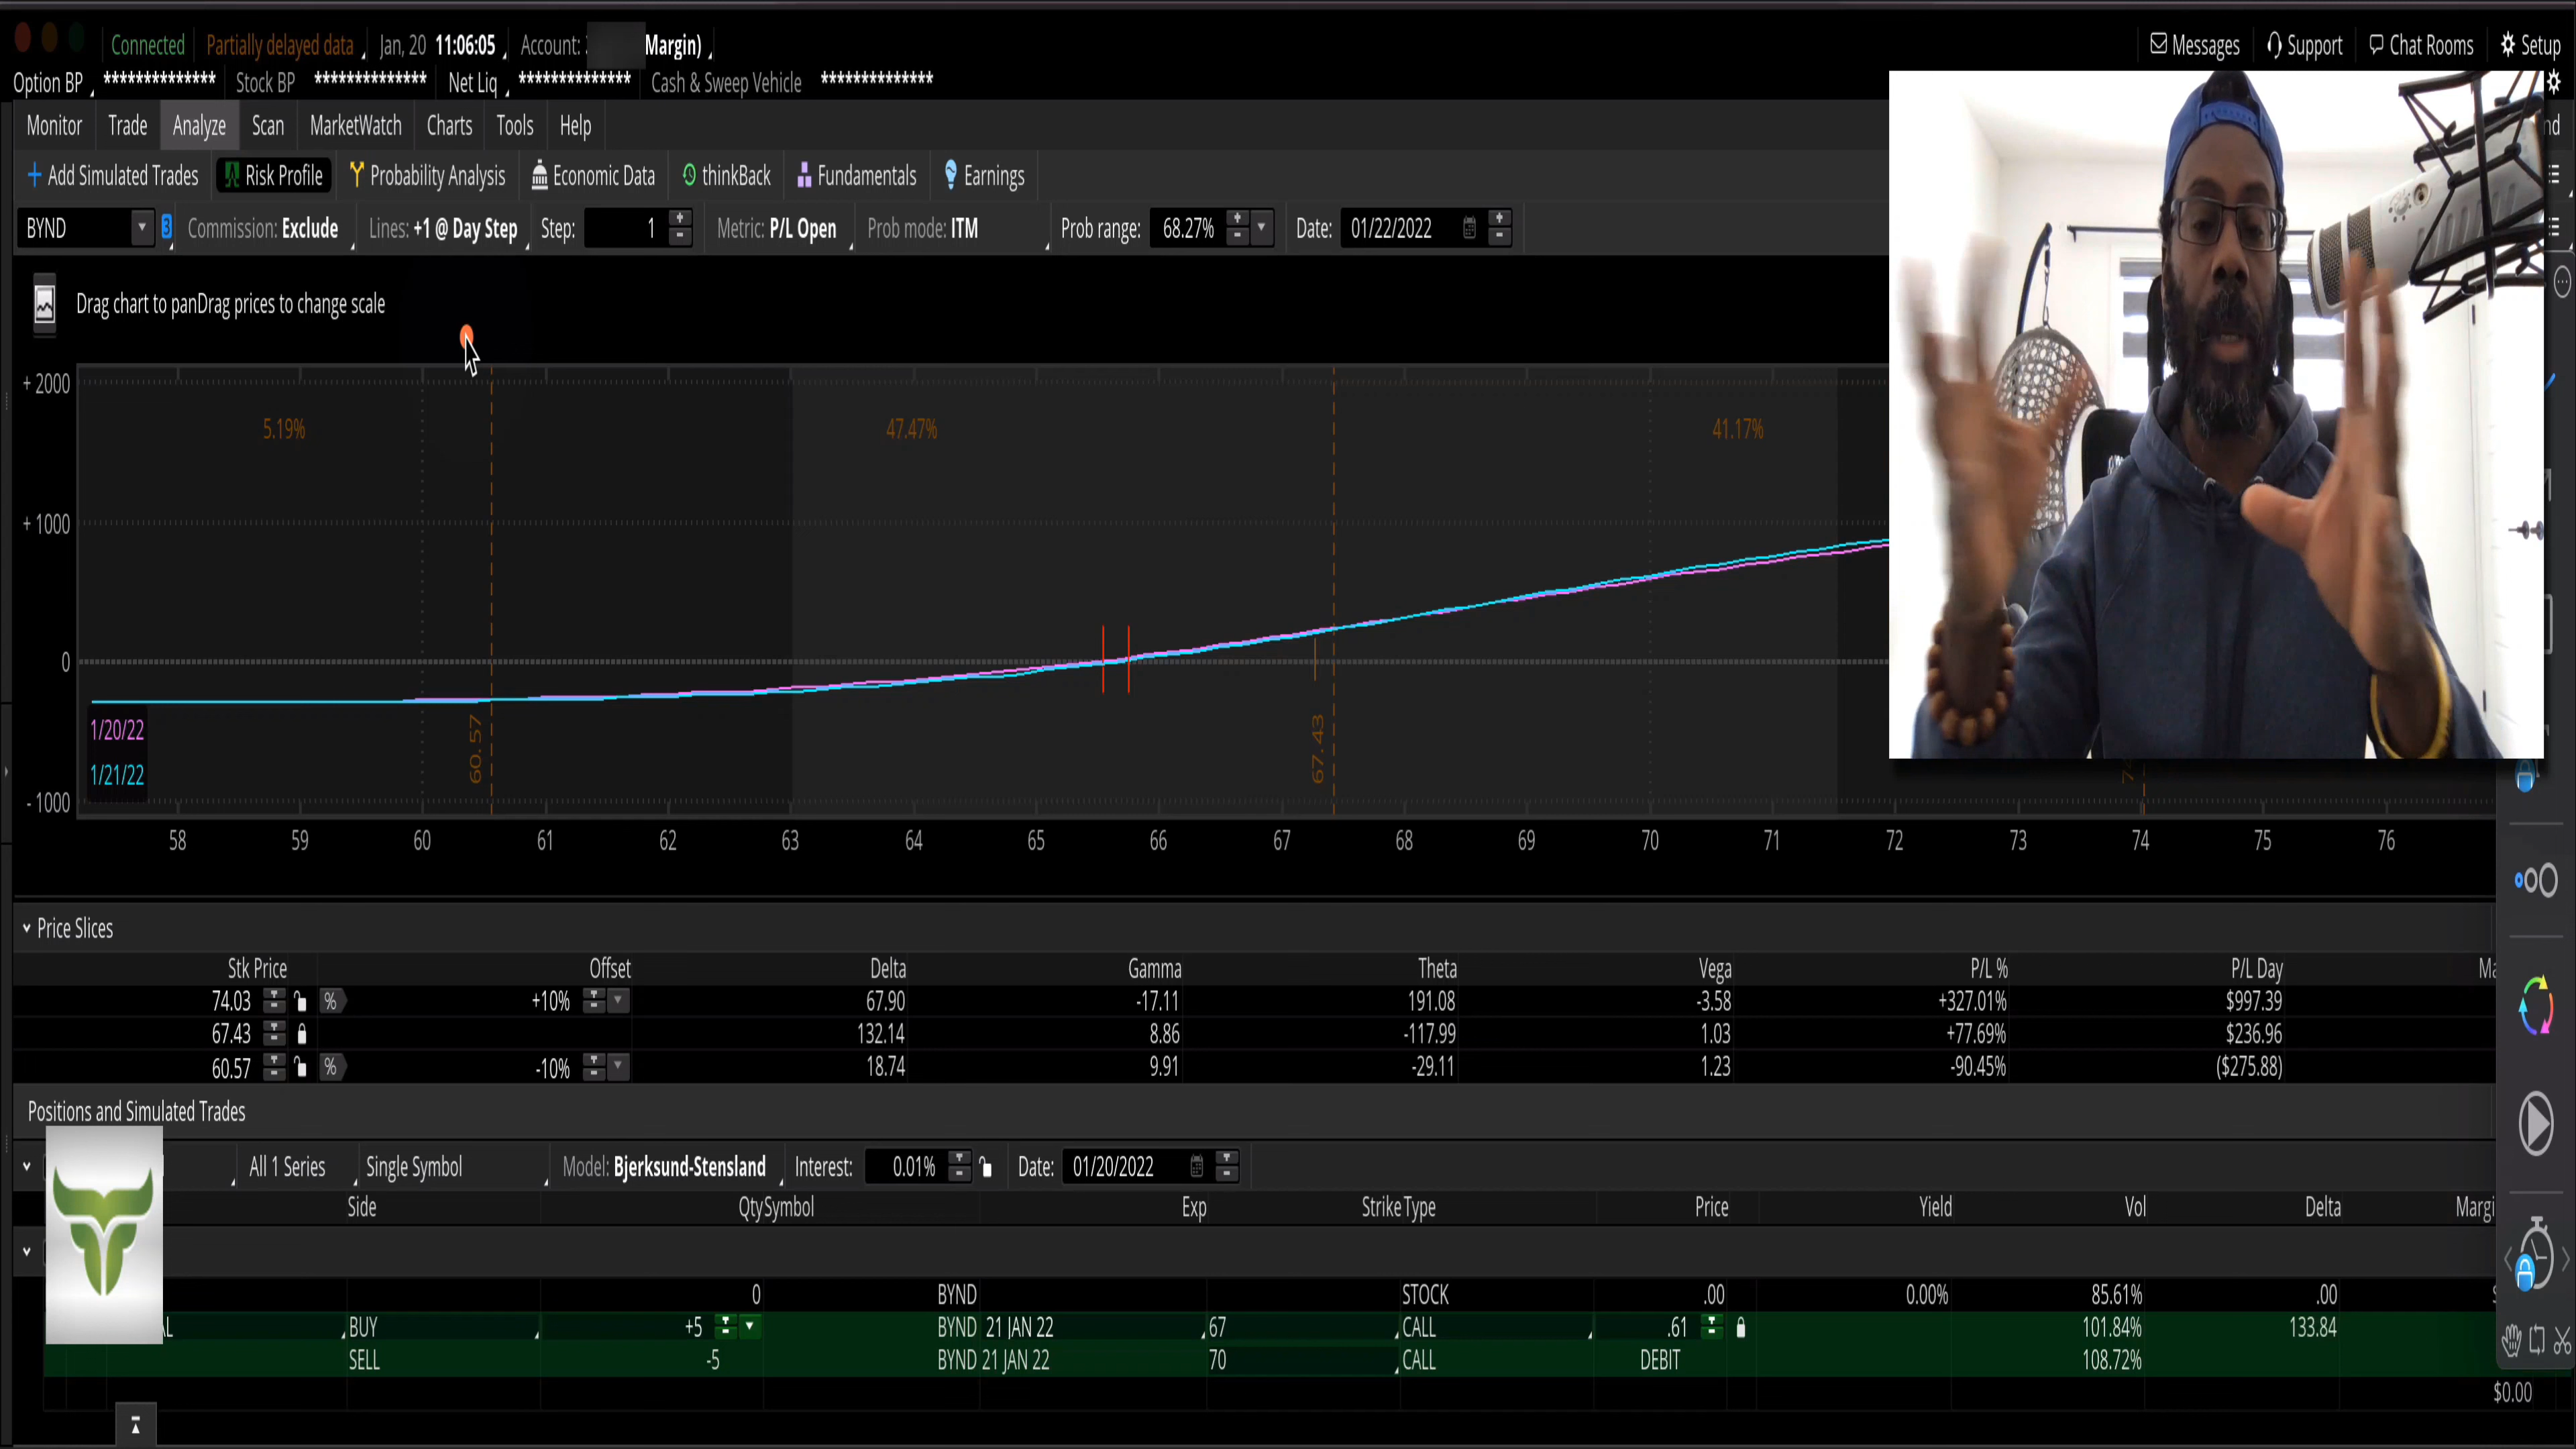 Connected Partially delayed data Jan, 20 11:06:05 Account: Margin) Messages Support Chat Rooms Setup
Option BP ************** Stock BP ************** Net Liq ************** Cash & Sweep Vehicle **************
Monitor Trade Analyze Scan MarketWatch Charts Tools Help
Add Simulated Trades Risk Profile Probability Analysis Economic Data thinkBack Fundamentals Earnings
BYND 3 Commission: Exclude Lines: +1 @ Day Step Step: 1 Metric: P/L Open Prob mode: ITM Prob range: 68.27% Date: 01/22/2022
Drag chart to panDrag prices to change scale
+2000
5.19% 47.47% 41.17%
+1000
0
60.57 67.43
1/20/22
1/21/22
-1000
58 59 60 61 62 63 64 65 66 67 68 69 70 71 72 73 74 75 76
Price Slices
Stk Price Offset Delta Gamma Theta Vega P/L % P/L Day
74.03 % +10% 67.90 -17.11 191.08 -3.58 +327.01% $997.39
67.43 132.14 8.86 -117.99 1.03 +77.69% $236.96
60.57 % -10% 18.74 9.91 -29.11 1.23 -90.45% ($275.88)
Positions and Simulated Trades
All 1 Series Single Symbol Model: Bjerksund-Stensland Interest: 0.01% Date: 01/20/2022
Side Qty Symbol Exp Strike Type Price Yield Vol Delta Margi
0 BYND STOCK .00 0.00% 85.61% .00
AL BUY +5 BYND 21 JAN 22 67 CALL .61 101.84% 133.84
SELL -5 BYND 21 JAN 22 70 CALL DEBIT 108.72%
$0.00